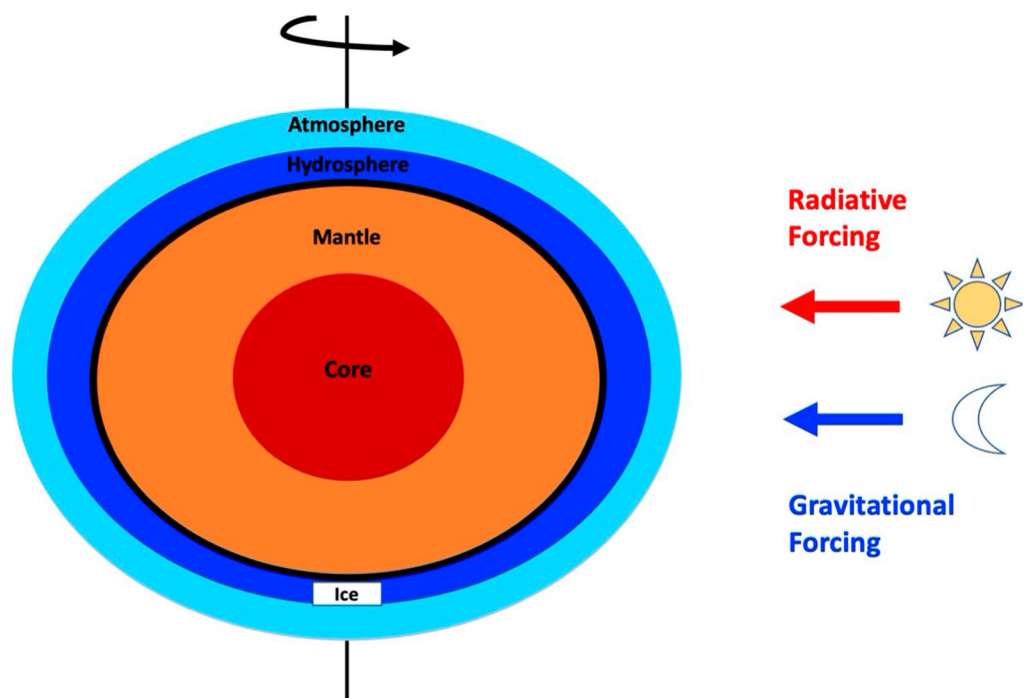 Atmosphere
Hydrosphere
Mantle
Core
Ice
Radiative
Forcing
Gravitational
Forcing